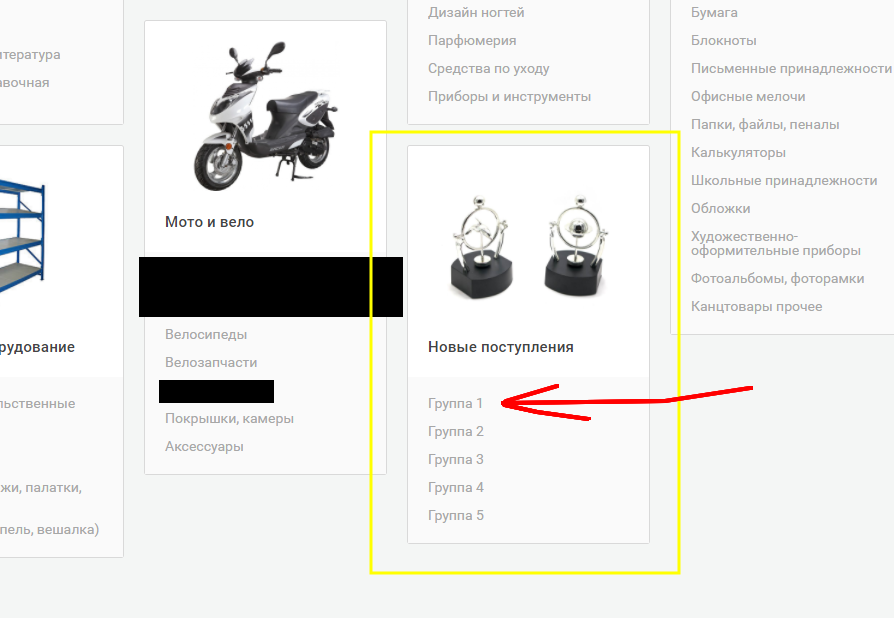 итература
авочная
рудование
льственные
жи, палатки,
пель, вешалка)
Мото и вело
Велосипеды
Велозапчасти
Покрышки, камеры
Аксессуары
Дизайн ногтей
Парфюмерия
Средства по уходу
Приборы и инструменты
Новые поступления
Группа 1
Группа 2
Группа 3
Группа 4
Группа 5
Бумага
Блокноты
Письменные принадлежности
Офисные мелочи
Папки, файлы, пеналы
Калькуляторы
Школьные принадлежности
Обложки
Художественно-
оформительные приборы
Фотоальбомы, фоторамки
Канцтовары прочее